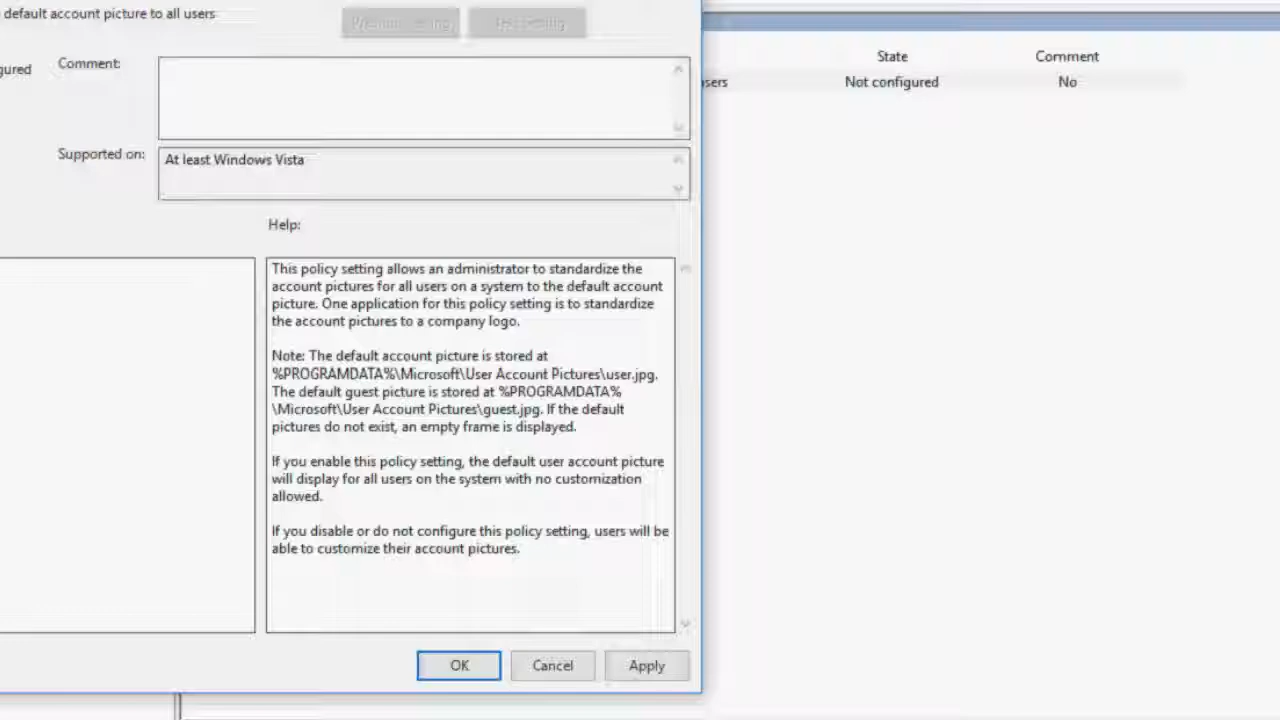 default account picture to all users
Previous Setting
Next Setting
gured
Comment:
State
Comment
Not configured
No
Supported on:
At least Windows Vista
Help:
This policy setting allows an administrator to standardize the
account pictures for all users on a system to the default account
picture. One application for this policy setting is to standardize
the account pictures to a company logo.
Note: The default account picture is stored at
%PROGRAMDATA%\Microsoft\User Account Pictures\user.jpg.
The default guest picture is stored at %PROGRAMDATA%
\Microsoft\User Account Pictures\guest.jpg. If the default
pictures do not exist, an empty frame is displayed.
If you enable this policy setting, the default user account picture
will display for all users on the system with no customization
allowed.
If you disable or do not configure this policy setting, users will be
able to customize their account pictures.
OK
Cancel
Apply